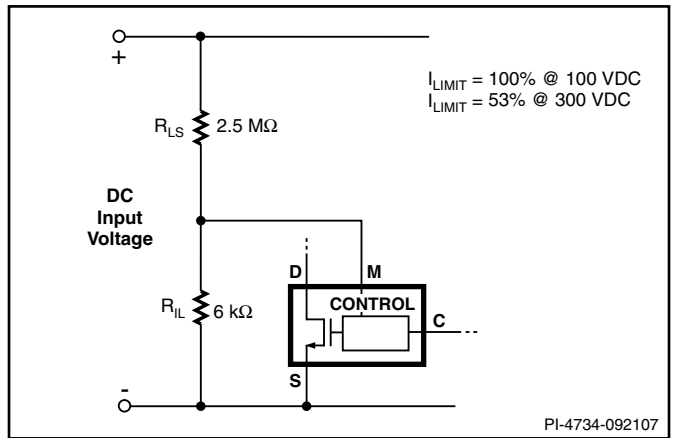 +
I_LIMIT = 100% @ 100 VDC
I_LIMIT = 53% @ 300 VDC
R_LS 2.5 MΩ
DC
Input
Voltage
D M
CONTROL
R_IL 6 kΩ
C
S
-
PI-4734-092107